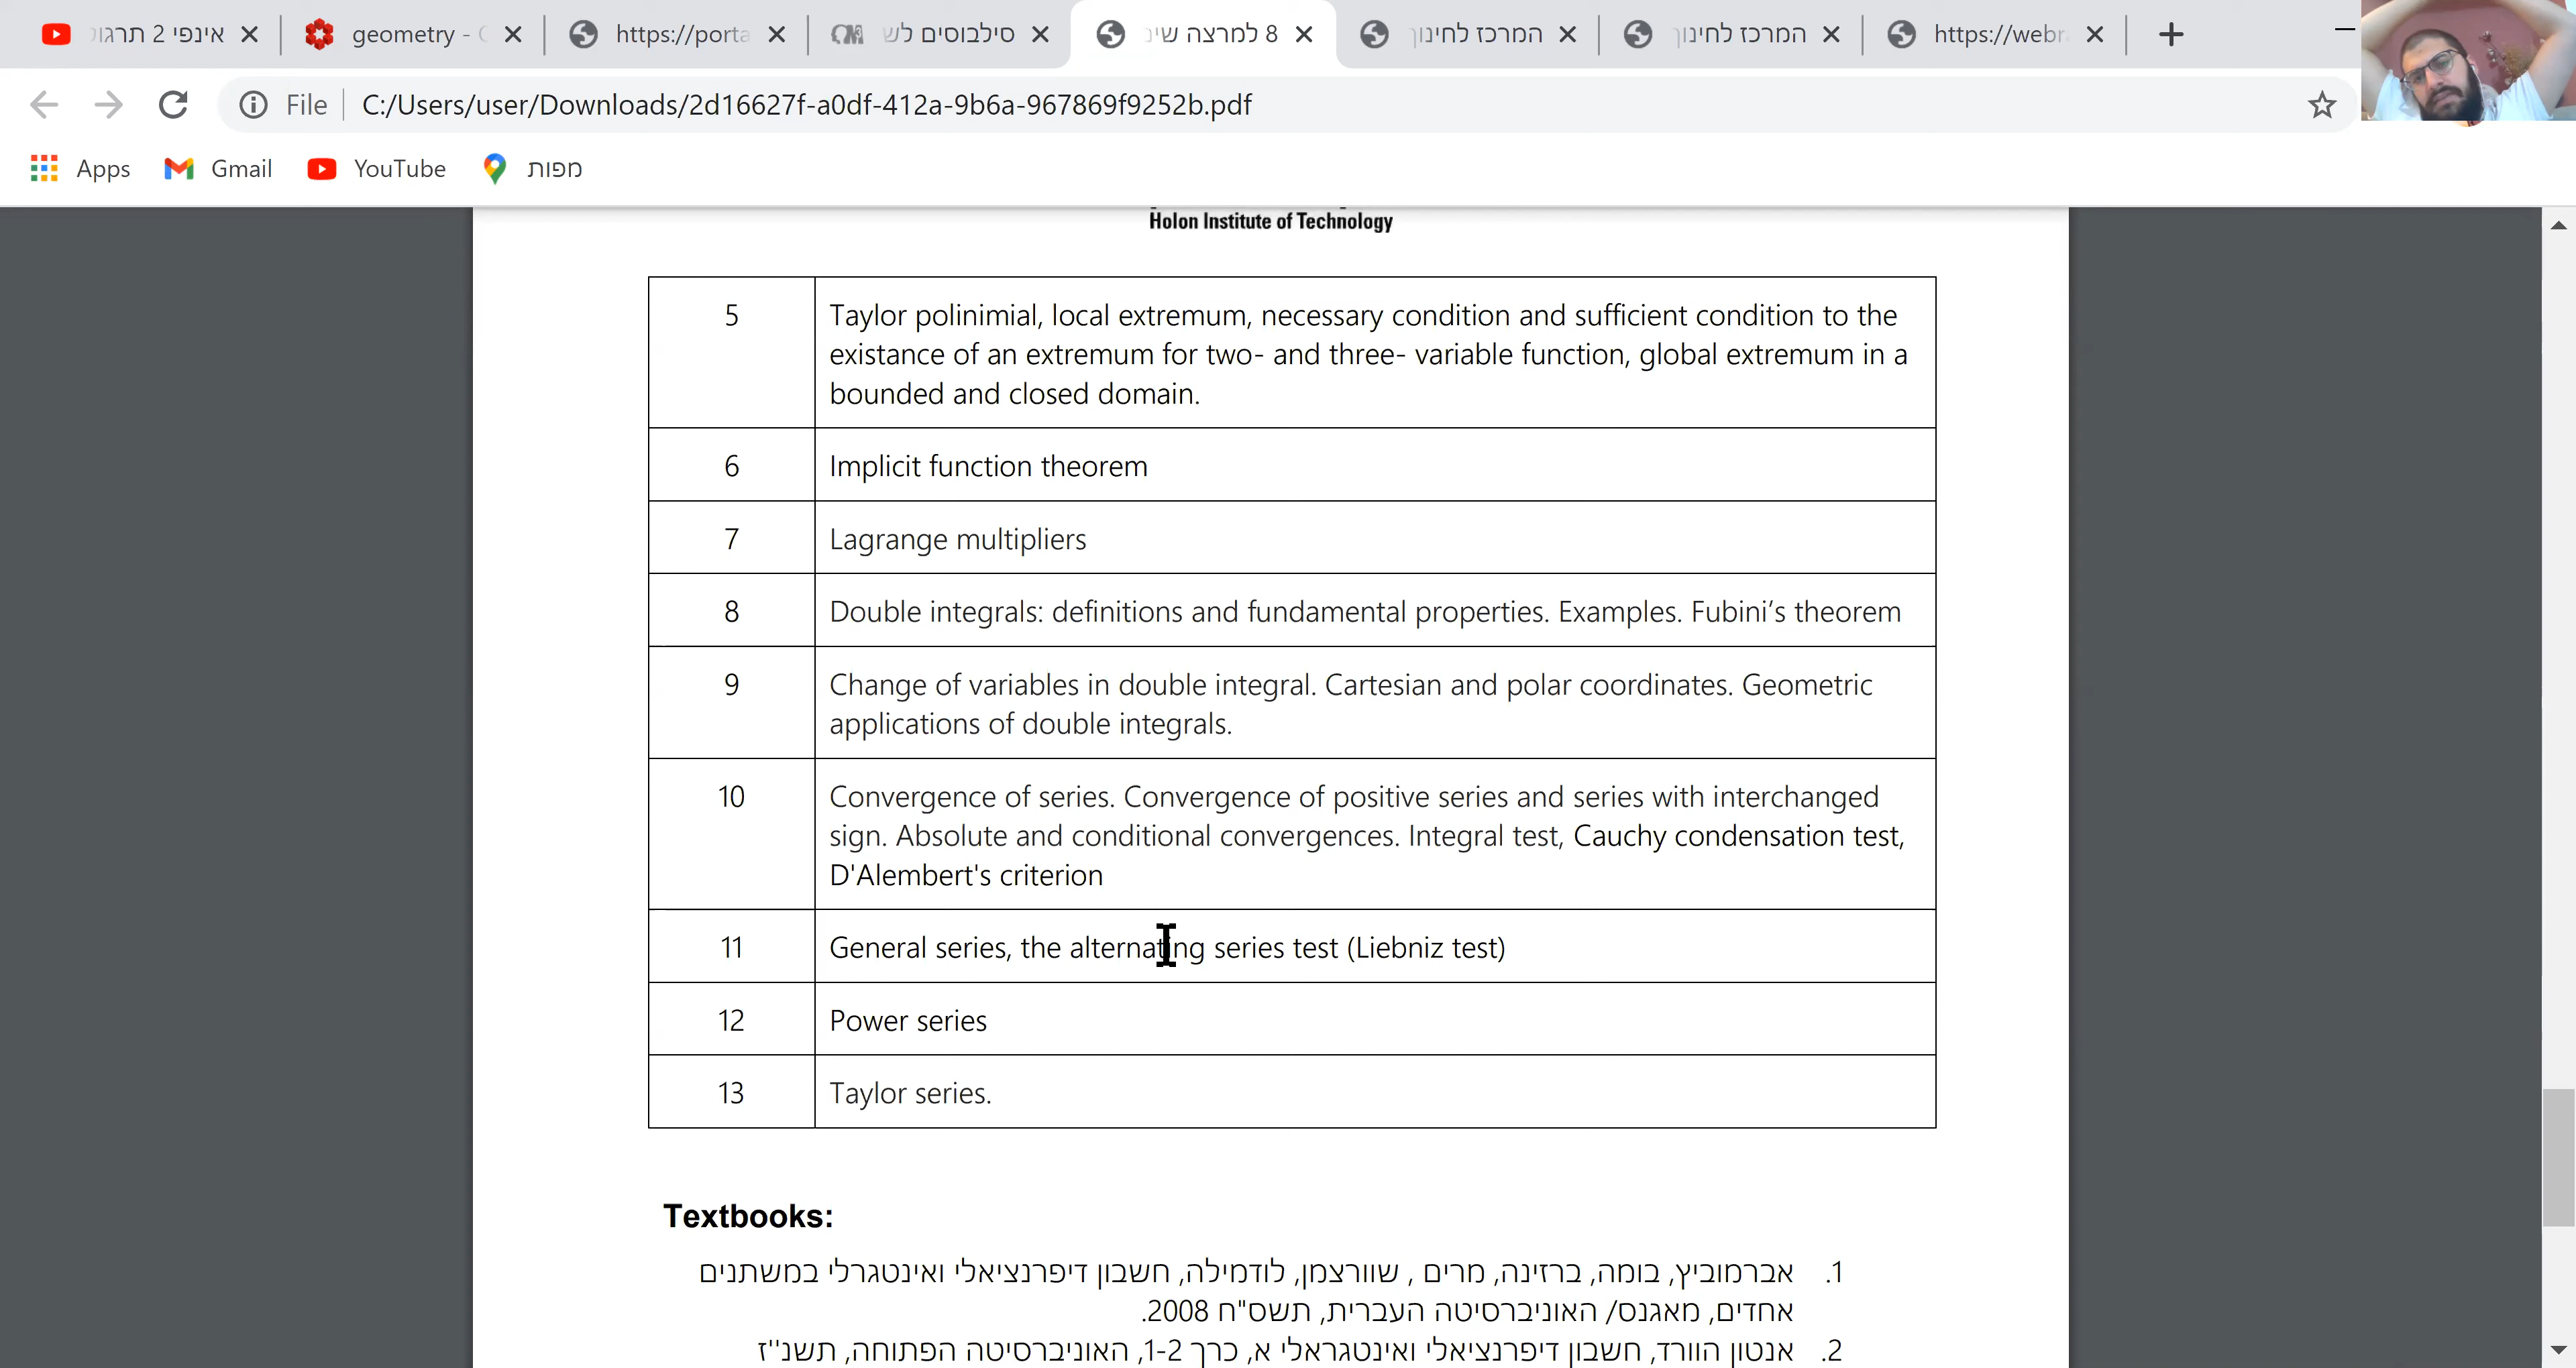 אינפי 2 תרגול
geometry -
https://porta
סילבוסים לש
8 למרצה שינ
המרכז לחינוך
המרכז לחינוך
https://webr
File
C:/Users/user/Downloads/2d16627f-a0df-412a-9b6a-967869f9252b.pdf
Apps
Gmail
YouTube
מפות
Holon Institute of Technology
5
Taylor polinimial, local extremum, necessary condition and sufficient condition to the
existance of an extremum for two- and three- variable function, global extremum in a
bounded and closed domain.
6
Implicit function theorem
7
Lagrange multipliers
8
Double integrals: definitions and fundamental properties. Examples. Fubini’s theorem
9
Change of variables in double integral. Cartesian and polar coordinates. Geometric
applications of double integrals.
10
Convergence of series. Convergence of positive series and series with interchanged
sign. Absolute and conditional convergences. Integral test, Cauchy condensation test,
D'Alembert's criterion
11
General series, the alternating series test (Liebniz test)
12
Power series
13
Taylor series.
Textbooks:
1. אברמוביץ, בומה, ברזינה, מרים , שוורצמן, לודמילה, חשבון דיפרנציאלי ואינטגרלי במשתנים
אחדים, מאגנס/ האוניברסיטה העברית, תשס"ח 2008.
2. אנטון הוורד, חשבון דיפרנציאלי ואינטגראלי א, כרך 1-2, האוניברסיטה הפתוחה, תשנ''ז